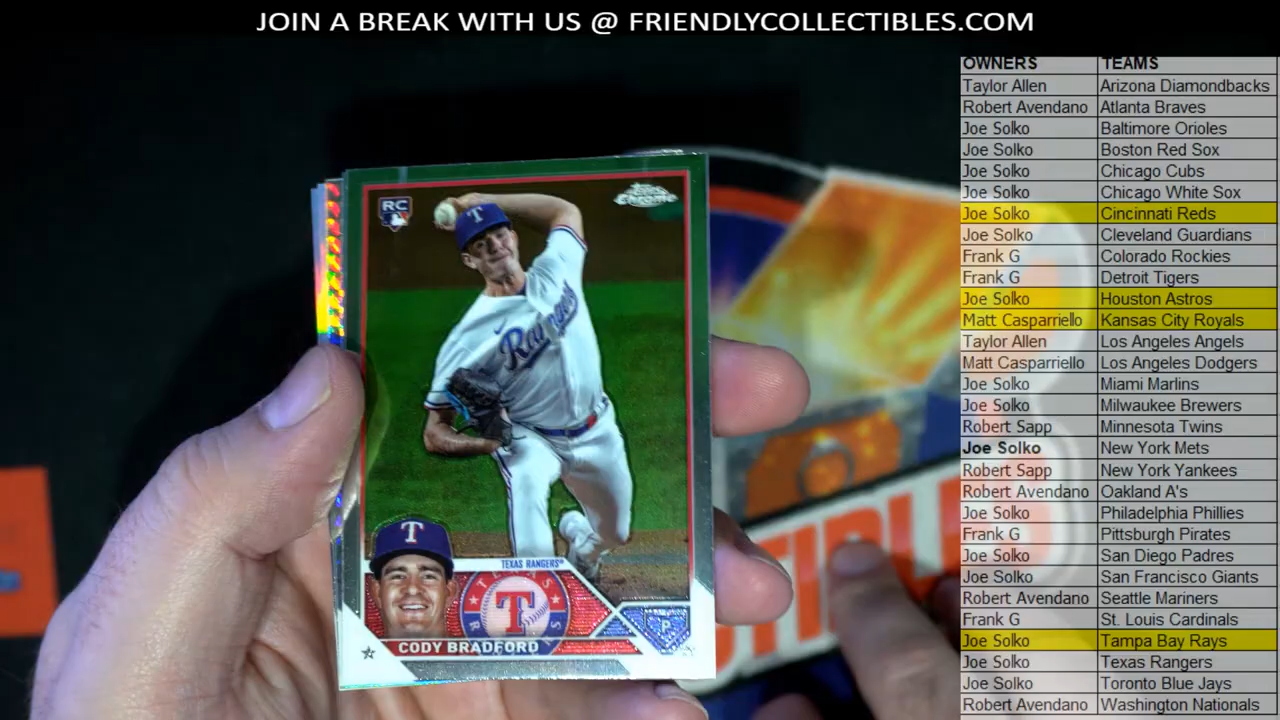 JOIN A BREAK WITH US @ FRIENDLYCOLLECTIBLES.COM
OWNERS TEAMS
Taylor Allen Arizona Diamondbacks
Robert Avendano Atlanta Braves
Joe Solko Baltimore Orioles
Joe Solko Boston Red Sox
Joe Solko Chicago Cubs
Joe Solko Chicago White Sox
Joe Solko Cincinnati Reds
Joe Solko Cleveland Guardians
Frank G Colorado Rockies
Frank G Detroit Tigers
Joe Solko Houston Astros
Matt Casparriello Kansas City Royals
Taylor Allen Los Angeles Angels
Matt Casparriello Los Angeles Dodgers
Joe Solko Miami Marlins
Joe Solko Milwaukee Brewers
Robert Sapp Minnesota Twins
Joe Solko New York Mets
Robert Sapp New York Yankees
Robert Avendano Oakland A's
Joe Solko Philadelphia Phillies
Frank G Pittsburgh Pirates
Joe Solko San Diego Padres
Joe Solko San Francisco Giants
Robert Avendano Seattle Mariners
Frank G St. Louis Cardinals
Joe Solko Tampa Bay Rays
Joe Solko Texas Rangers
Joe Solko Toronto Blue Jays
Robert Avendano Washington Nationals
RC
Topps
Chrome
T
Rangers
T
TEXAS RANGERS
TEXAS
T
P
CODY BRADFORD
TIBLES